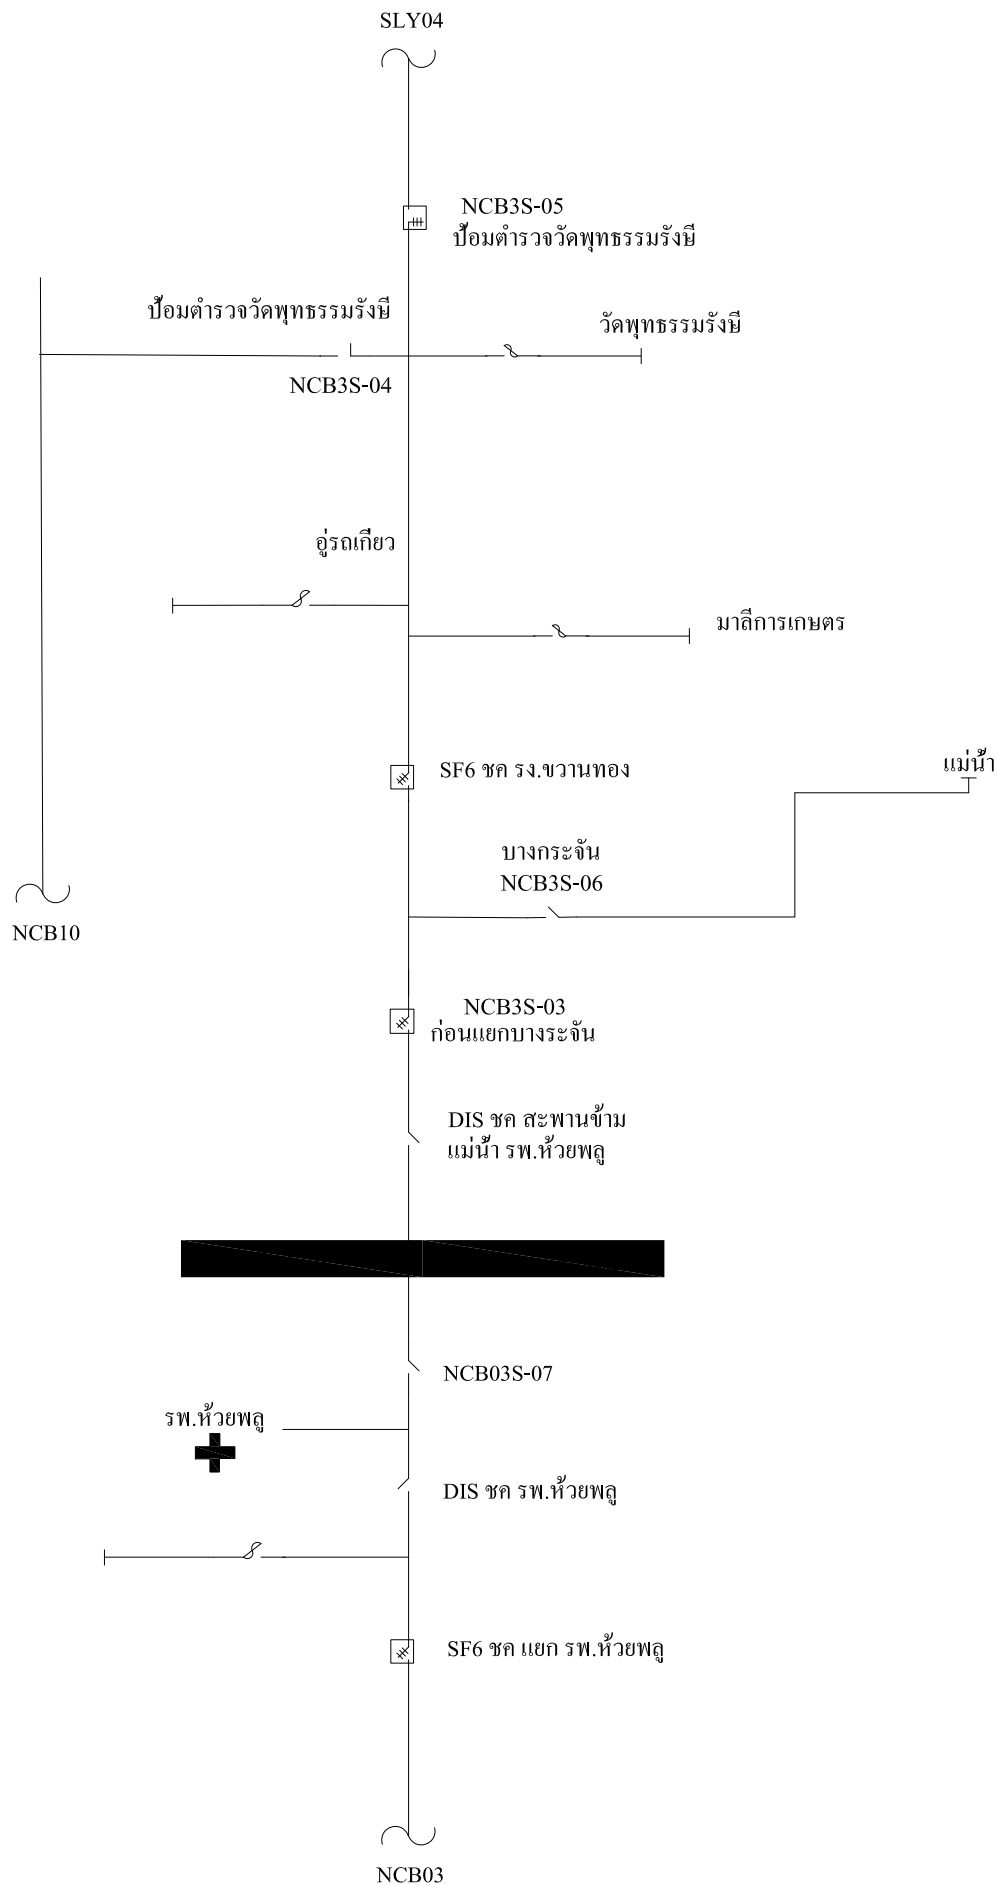 SLY04
NCB3S-05
ป้อมตำรวจวัดพุทธรรมรังษี
ป้อมตำรวจวัดพุทธรรมรังษี
วัดพุทธรรมรังษี
NCB3S-04
อู่รถเกี่ยว
มาลีการเกษตร
SF6 ชค รง.ขวานทอง
แม่น้ำ
บางกระจัน
NCB3S-06
NCB10
NCB3S-03
ก่อนแยกบางระจัน
DIS ชค สะพานข้าม
แม่น้ำ รพ.ห้วยพลู
NCB03S-07
รพ.ห้วยพลู
DIS ชค รพ.ห้วยพลู
SF6 ชค แยก รพ.ห้วยพลู
NCB03